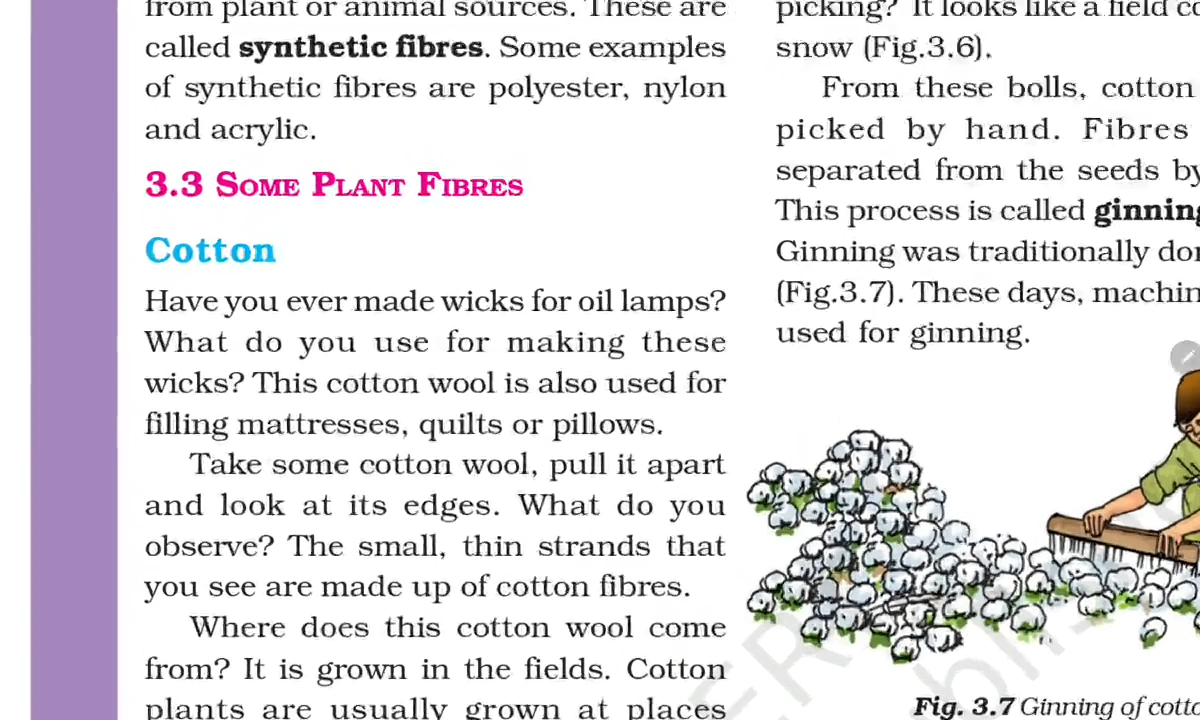 from plant or animal sources. These are
called synthetic fibres. Some examples
of synthetic fibres are polyester, nylon
and acrylic.
3.3 SOME PLANT FIBRES
Cotton
Have you ever made wicks for oil lamps?
What do you use for making these
wicks? This cotton wool is also used for
filling mattresses, quilts or pillows.
Take some cotton wool, pull it apart
and look at its edges. What do you
observe? The small, thin strands that
you see are made up of cotton fibres.
Where does this cotton wool come
from? It is grown in the fields. Cotton
plants are usually grown at places
picking? It looks like a field
snow (Fig.3.6).
From these bolls, cotton
picked by hand. Fibres
separated from the seeds by
This process is called ginning
Ginning was traditionally
(Fig.3.7). These days,
used for ginning.
Fig. 3.7 Ginning of